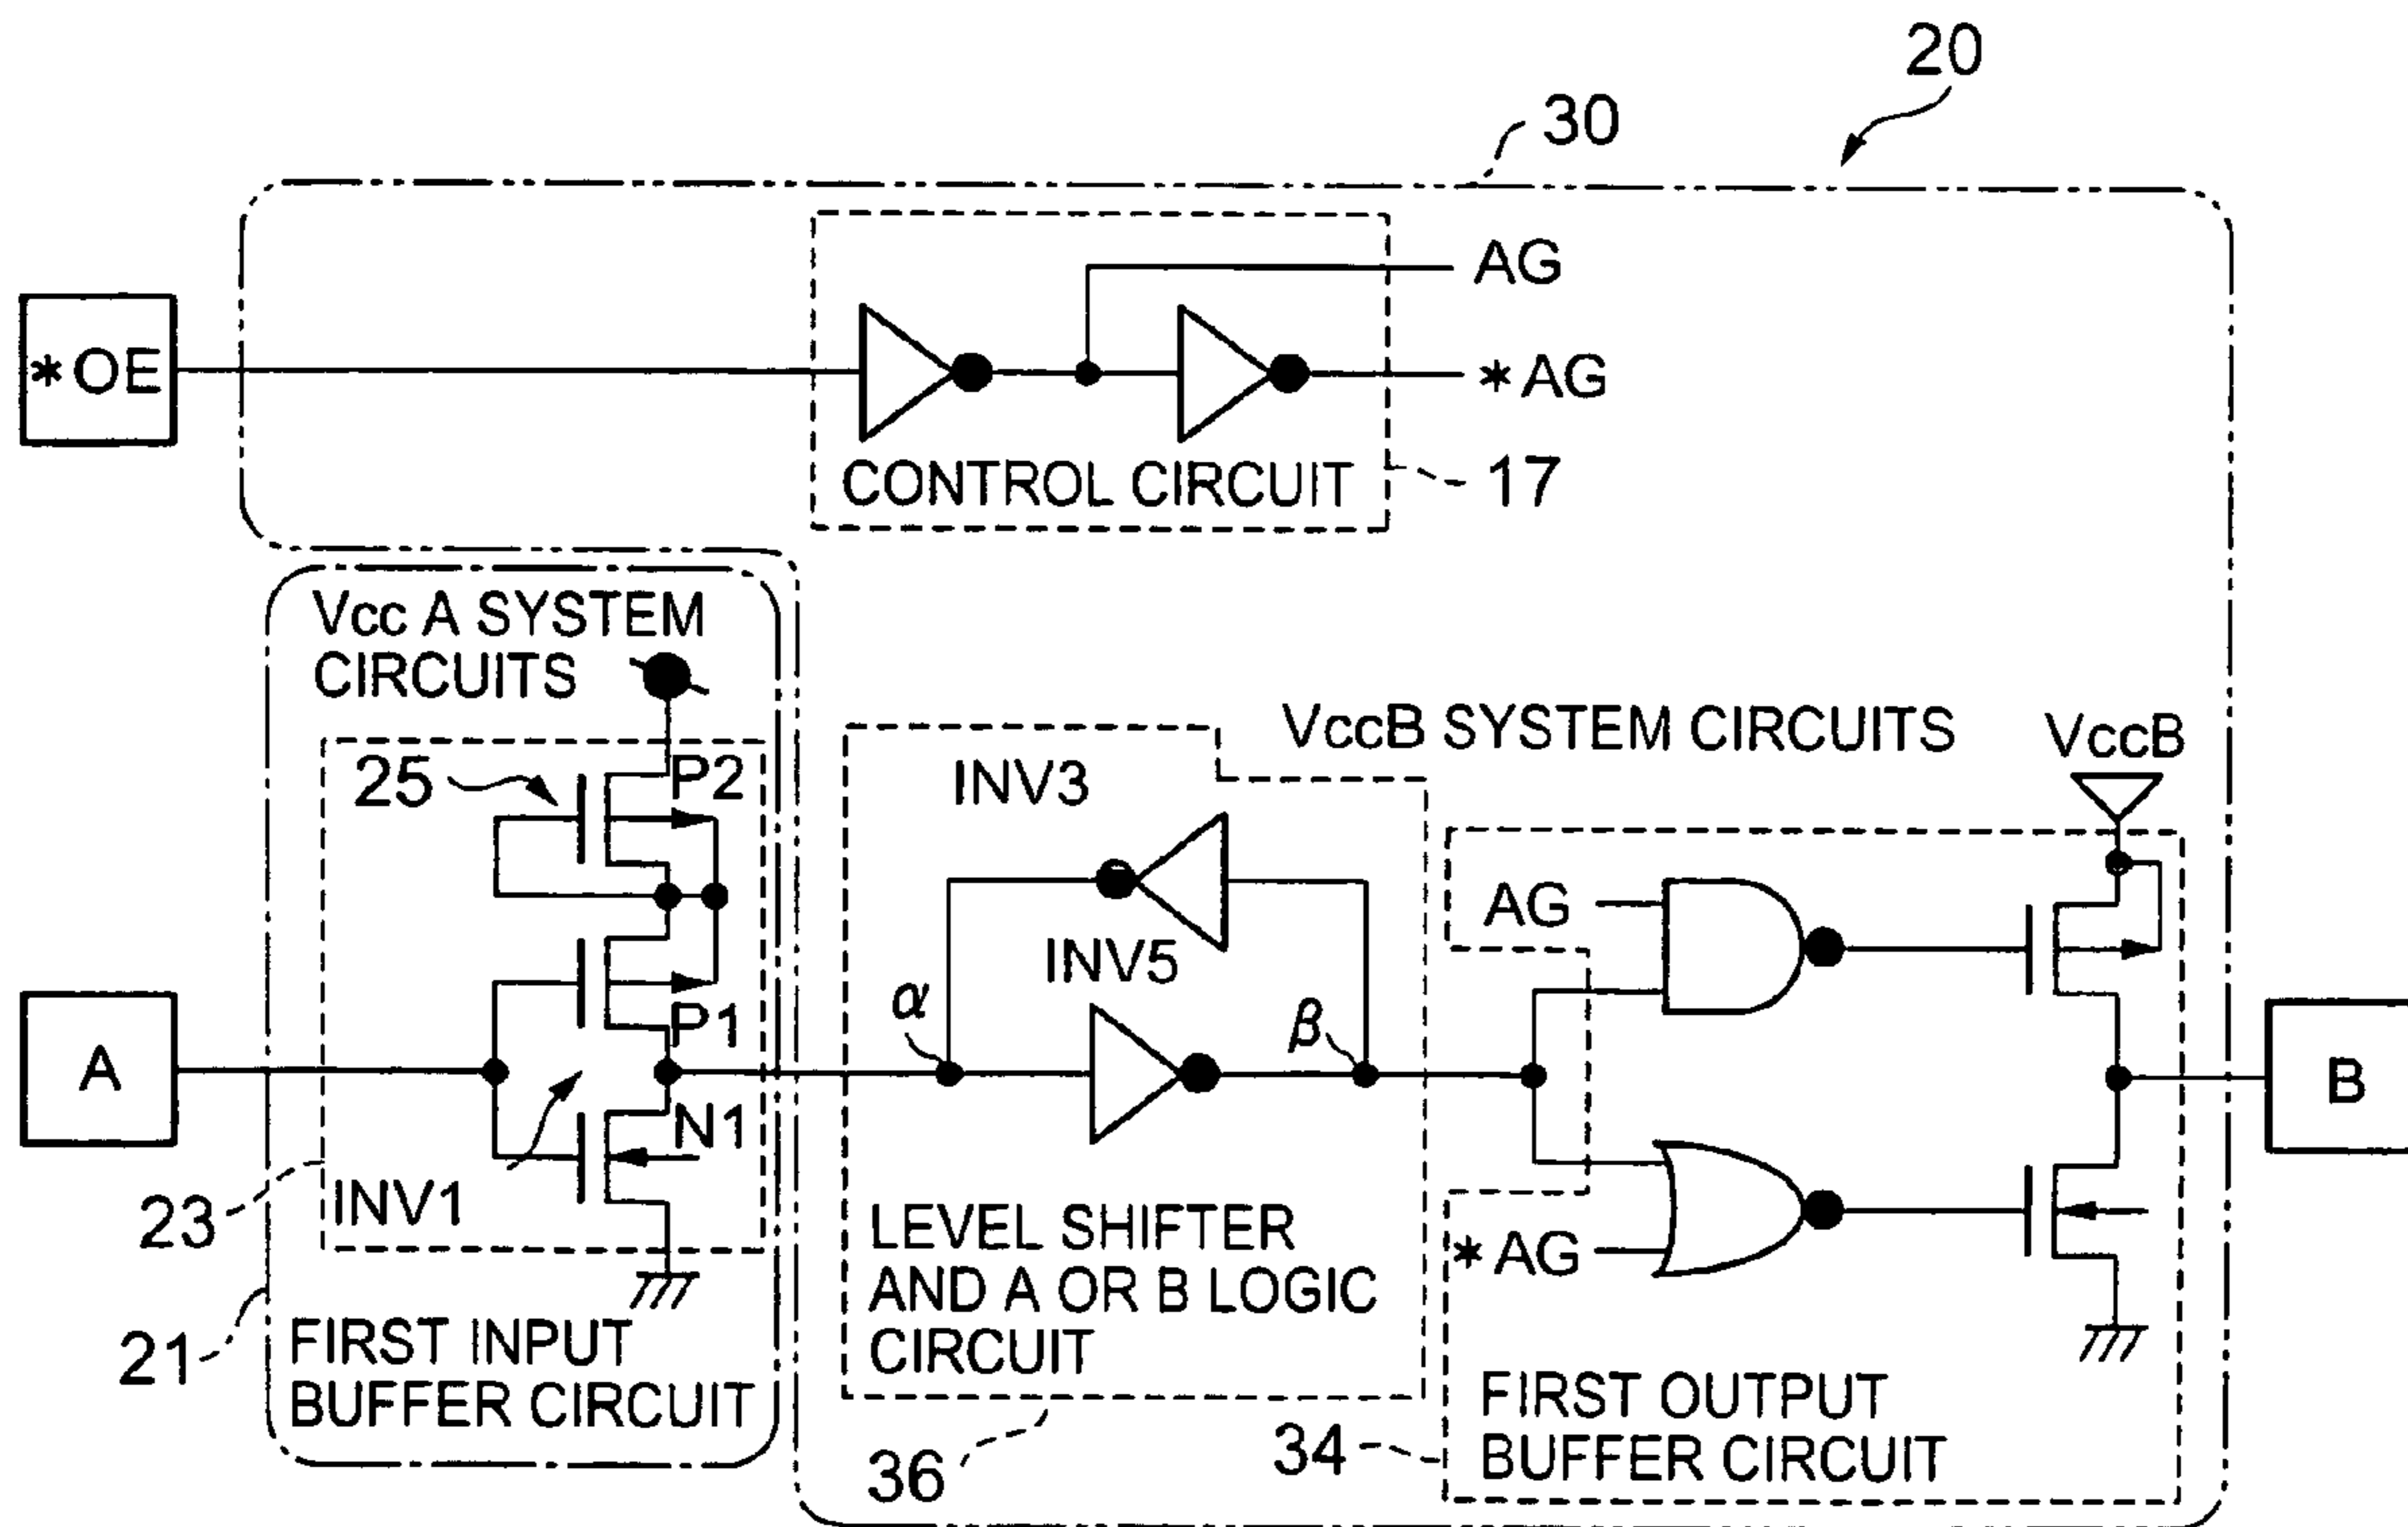 20
30
AG
*OE
*AG
CONTROL CIRCUIT
17
Vcc A SYSTEM
CIRCUITS
VccB SYSTEM CIRCUITS
VccB
25
P2
INV3
AG
INV5
α
β
P1
A
B
N1
23
INV1
LEVEL SHIFTER
AND A OR B LOGIC
CIRCUIT
*AG
21
FIRST INPUT
BUFFER CIRCUIT
36
34
FIRST OUTPUT
BUFFER CIRCUIT